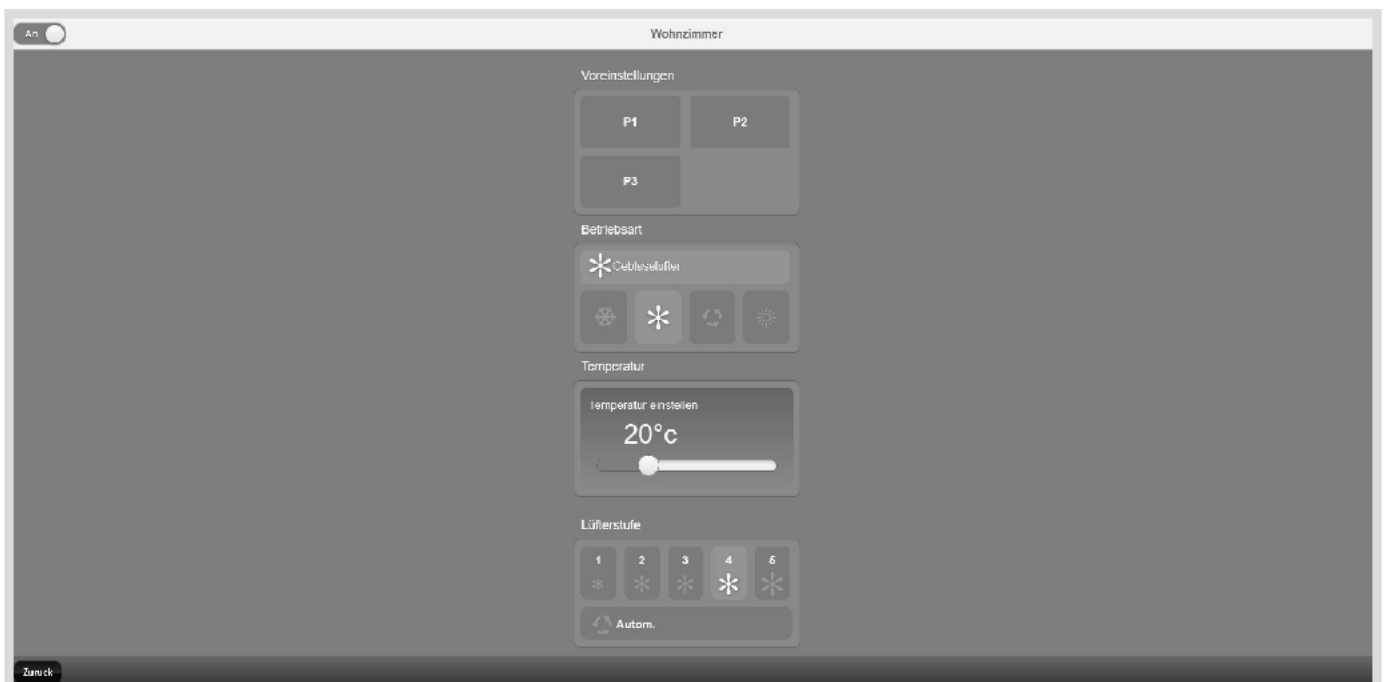 An
Wohnzimmer
Voreinstellungen
P1 P2
P3
Betriebsart
Gebläselüfter
Temperatur
Temperatur einstellen
20°c
Lüfterstufe
1 2 3 4 5
Autom.
Zurück